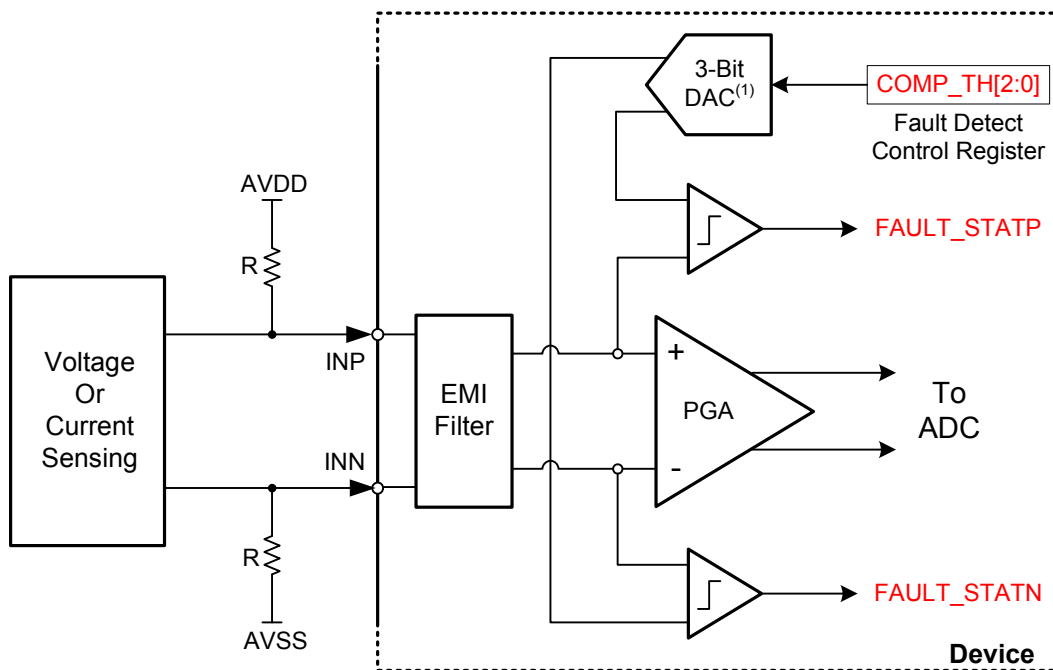 3-Bit
DAC(1)
COMP_TH[2:0]
Fault Detect
Control Register
AVDD
R
FAULT_STATP
Voltage
Or
Current
Sensing
INP
EMI
Filter
+
PGA
-
To
ADC
INN
R
FAULT_STATN
AVSS
Device